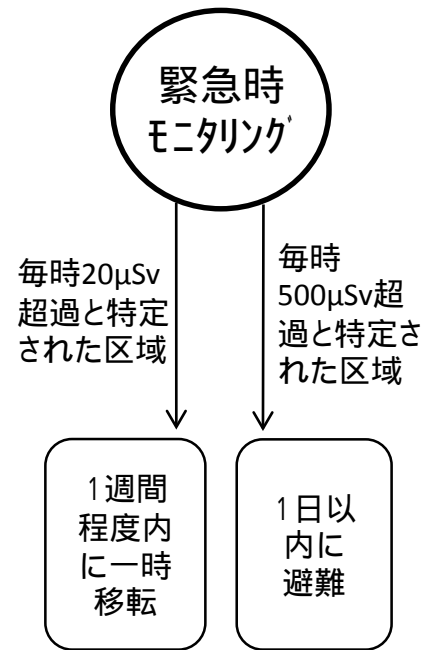 緊急時
ﾓﾆﾀﾘﾝｸﾞ
毎時20μSv
超過と特定
された区域
毎時
500μSv超
過と特定さ
れた区域
1週間
程度内
に一時
移転
1日以
内に
避難